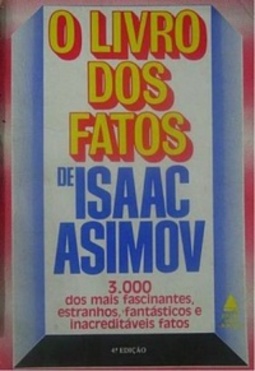 O LIVRO
DOS
FATOS
DE ISAAC
ASIMOV
3.000
dos mais fascinantes,
estranhos, fantásticos e
inacreditáveis fatos
4ª EDIÇÃO